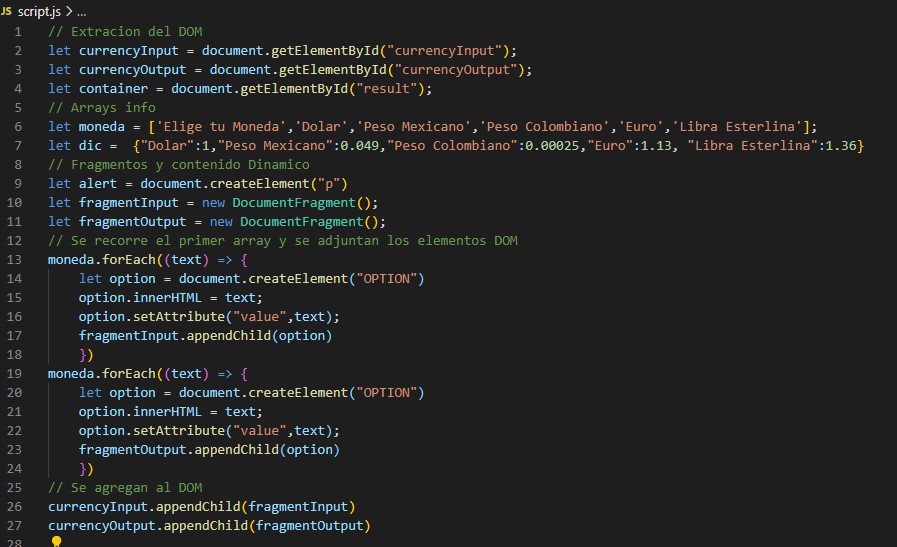 JS script.js > ...
1 // Extracion del DOM
2 let currencyInput = document.getElementById("currencyInput");
3 let currencyOutput = document.getElementById("currencyOutput");
4 let container = document.getElementById("result");
5 // Arrays info
6 let moneda = ['Elige tu Moneda','Dolar','Peso Mexicano','Peso Colombiano','Euro','Libra Esterlina'];
7 let dic =  {"Dolar":1,"Peso Mexicano":0.049,"Peso Colombiano":0.00025,"Euro":1.13, "Libra Esterlina":1.36}
8 // Fragmentos y contenido Dinamico
9 let alert = document.createElement("p")
10 let fragmentInput = new DocumentFragment();
11 let fragmentOutput = new DocumentFragment();
12 // Se recorre el primer array y se adjuntan los elementos DOM
13 moneda.forEach((text) => {
14     let option = document.createElement("OPTION")
15     option.innerHTML = text;
16     option.setAttribute("value",text);
17     fragmentInput.appendChild(option)
18     })
19 moneda.forEach((text) => {
20     let option = document.createElement("OPTION")
21     option.innerHTML = text;
22     option.setAttribute("value",text);
23     fragmentOutput.appendChild(option)
24     })
25 // Se agregan al DOM
26 currencyInput.appendChild(fragmentInput)
27 currencyOutput.appendChild(fragmentOutput)
28